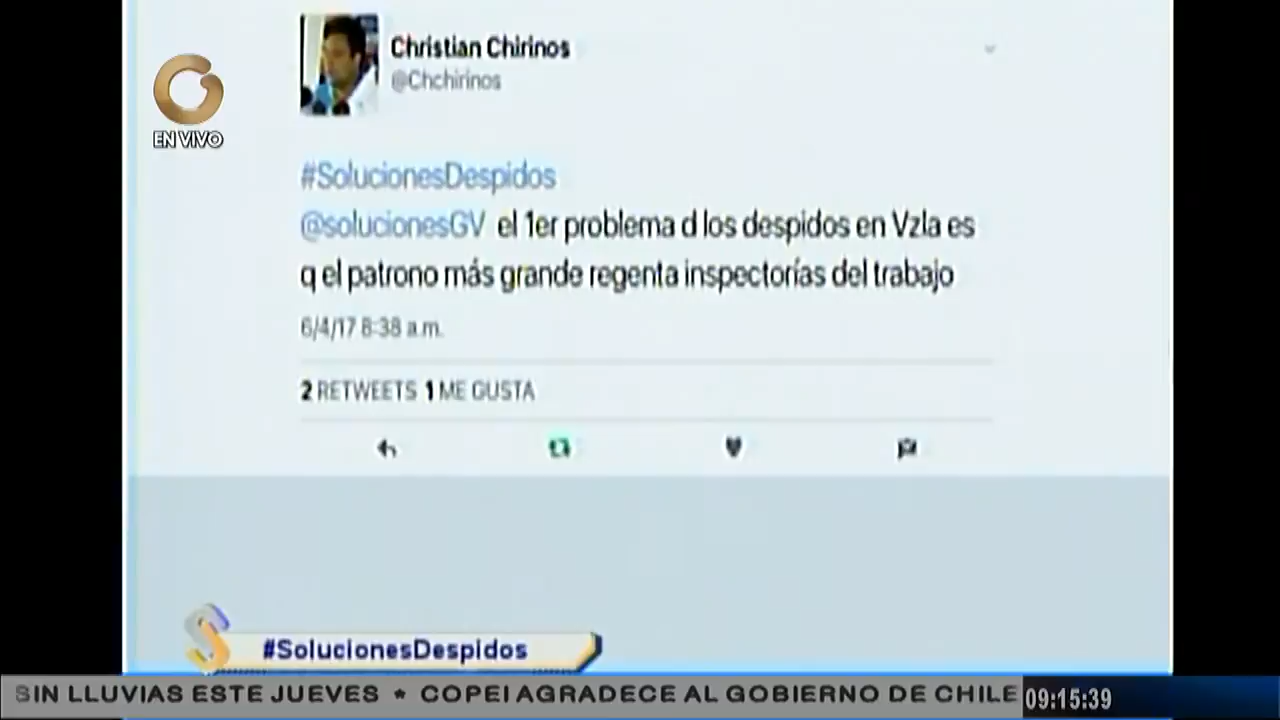 Christian Chirinos
@Chchirinos
EN VIVO
#SolucionesDespidos
@solucionesGV el 1er problema d los despidos en Vzla es
q el patrono más grande regenta inspectorías del trabajo
6/4/17 8:38 a.m.
2 RETWEETS 1 ME GUSTA
#SolucionesDespidos
SIN LLUVIAS ESTE JUEVES * COPEI AGRADECE AL GOBIERNO DE CHILE
09:15:39